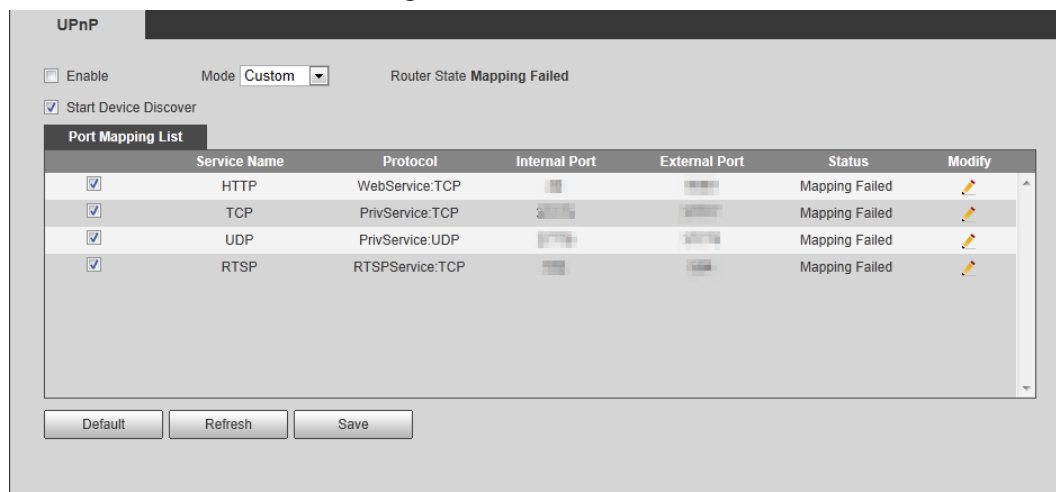 UPnP
Enable Mode Custom Router State Mapping Failed
Start Device Discover
Port Mapping List
Service Name Protocol Internal Port External Port Status Modify
HTTP WebService:TCP Mapping Failed
TCP PrivService:TCP Mapping Failed
UDP PrivService:UDP Mapping Failed
RTSP RTSPService:TCP Mapping Failed
Default Refresh Save